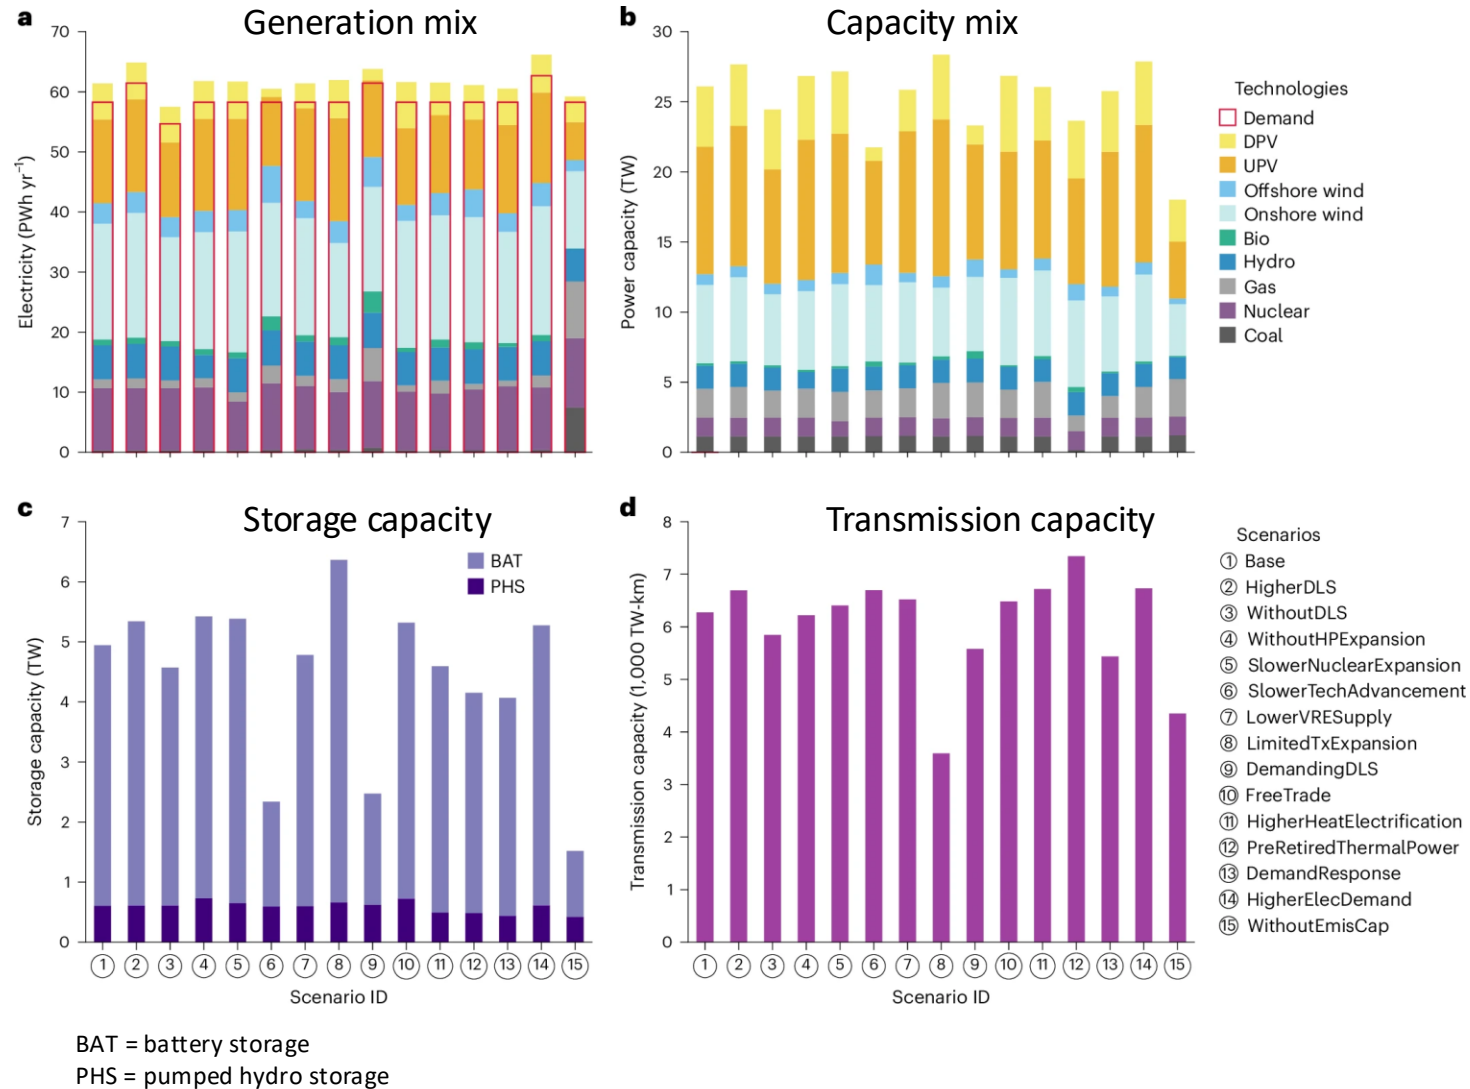 a Generation mix
70
60
50
40
30
20
10
0
Electricity (PWh yr⁻¹)
b Capacity mix
30
25
20
15
10
5
0
Power capacity (TW)
Technologies
Demand
DPV
UPV
Offshore wind
Onshore wind
Bio
Hydro
Gas
Nuclear
Coal
c Storage capacity
7
6
5
4
3
2
1
0
Storage capacity (TW)
BAT
PHS
① ② ③ ④ ⑤ ⑥ ⑦ ⑧ ⑨ ⑩ ⑪ ⑫ ⑬ ⑭ ⑮
Scenario ID
d Transmission capacity
8
7
6
5
4
3
2
1
0
Transmission capacity (1,000 TW-km)
① ② ③ ④ ⑤ ⑥ ⑦ ⑧ ⑨ ⑩ ⑪ ⑫ ⑬ ⑭ ⑮
Scenario ID
Scenarios
① Base
② HigherDLS
③ WithoutDLS
④ WithoutHPExpansion
⑤ SlowerNuclearExpansion
⑥ SlowerTechAdvancement
⑦ LowerVRESupply
⑧ LimitedTxExpansion
⑨ DemandingDLS
⑩ FreeTrade
⑪ HigherHeatElectrification
⑫ PreRetiredThermalPower
⑬ DemandResponse
⑭ HigherElecDemand
⑮ WithoutEmisCap
BAT = battery storage
PHS = pumped hydro storage